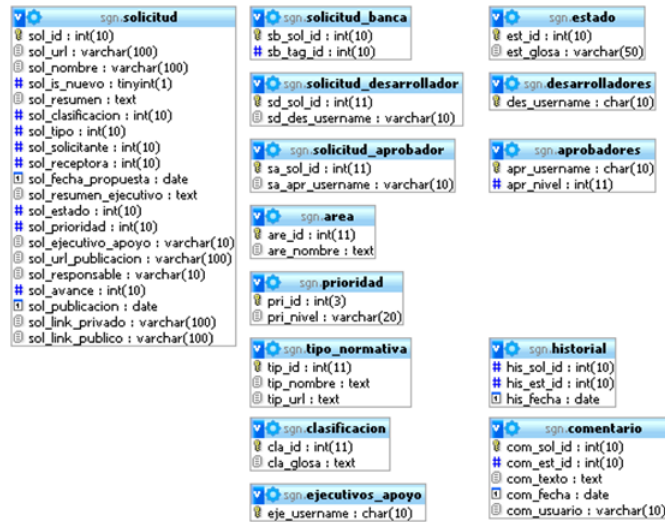 sgn.solicitud
sol_id : int(10)
sol_url : varchar(100)
sol_nombre : varchar(100)
sol_is_nuevo : tinyint(1)
sol_resumen : text
sol_clasificacion : int(10)
sol_tipo : int(10)
sol_solicitante : int(10)
sol_receptora : int(10)
sol_fecha_propuesta : date
sol_resumen_ejecutivo : text
sol_estado : int(10)
sol_prioridad : int(10)
sol_ejecutivo_apoyo : varchar(10)
sol_url_publicacion : varchar(100)
sol_responsable : varchar(10)
sol_avance : int(10)
sol_publicacion : date
sol_link_privado : varchar(100)
sol_link_publico : varchar(100)
sgn.solicitud_banca
sb_sol_id : int(10)
sb_tag_id : int(10)
sgn.solicitud_desarrollador
sd_sol_id : int(11)
sd_des_username : varchar(10)
sgn.solicitud_aprobador
sa_sol_id : int(11)
sa_apr_username : varchar(10)
sgn.area
are_id : int(11)
are_nombre : text
sgn.prioridad
pri_id : int(3)
pri_nivel : varchar(20)
sgn.tipo_normativa
tip_id : int(11)
tip_nombre : text
tip_url : text
sgn.clasificacion
cla_id : int(11)
cla_glosa : text
sgn.ejecutivos_apoyo
eje_username : char(10)
sgn.estado
est_id : int(10)
est_glosa : varchar(50)
sgn.desarrolladores
des_username : char(10)
sgn.aprobadores
apr_username : char(10)
apr_nivel : int(11)
sgn.historial
his_sol_id : int(10)
his_est_id : int(10)
his_fecha : date
sgn.comentario
com_sol_id : int(10)
com_est_id : int(10)
com_texto : text
com_fecha : date
com_usuario : varchar(10)